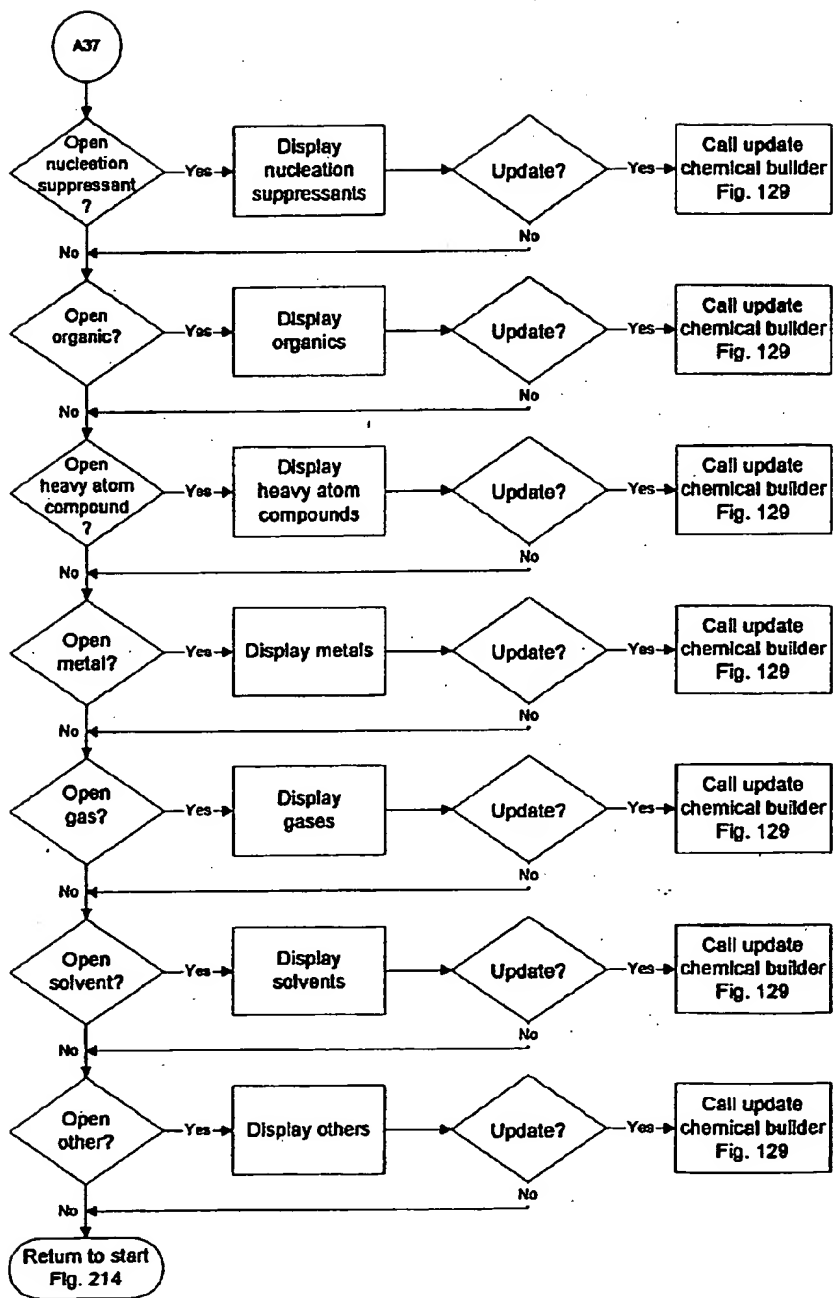 A37
Open
nucleation
suppressant
?
Yes
Display
nucleation
suppressants
Update?
Yes
Call update
chemical builder
Fig. 129
No
No
Open
organic?
Yes
Display
organics
Update?
Yes
Call update
chemical builder
Fig. 129
No
No
Open
heavy atom
compound
?
Yes
Display
heavy atom
compounds
Update?
Yes
Call update
chemical builder
Fig. 129
No
No
Open
metal?
Yes
Display metals
Update?
Yes
Call update
chemical builder
Fig. 129
No
No
Open
gas?
Yes
Display
gases
Update?
Yes
Call update
chemical builder
Fig. 129
No
No
Open
solvent?
Yes
Display
solvents
Update?
Yes
Call update
chemical builder
Fig. 129
No
No
Open
other?
Yes
Display others
Update?
Yes
Call update
chemical builder
Fig. 129
No
No
Return to start
Fig. 214